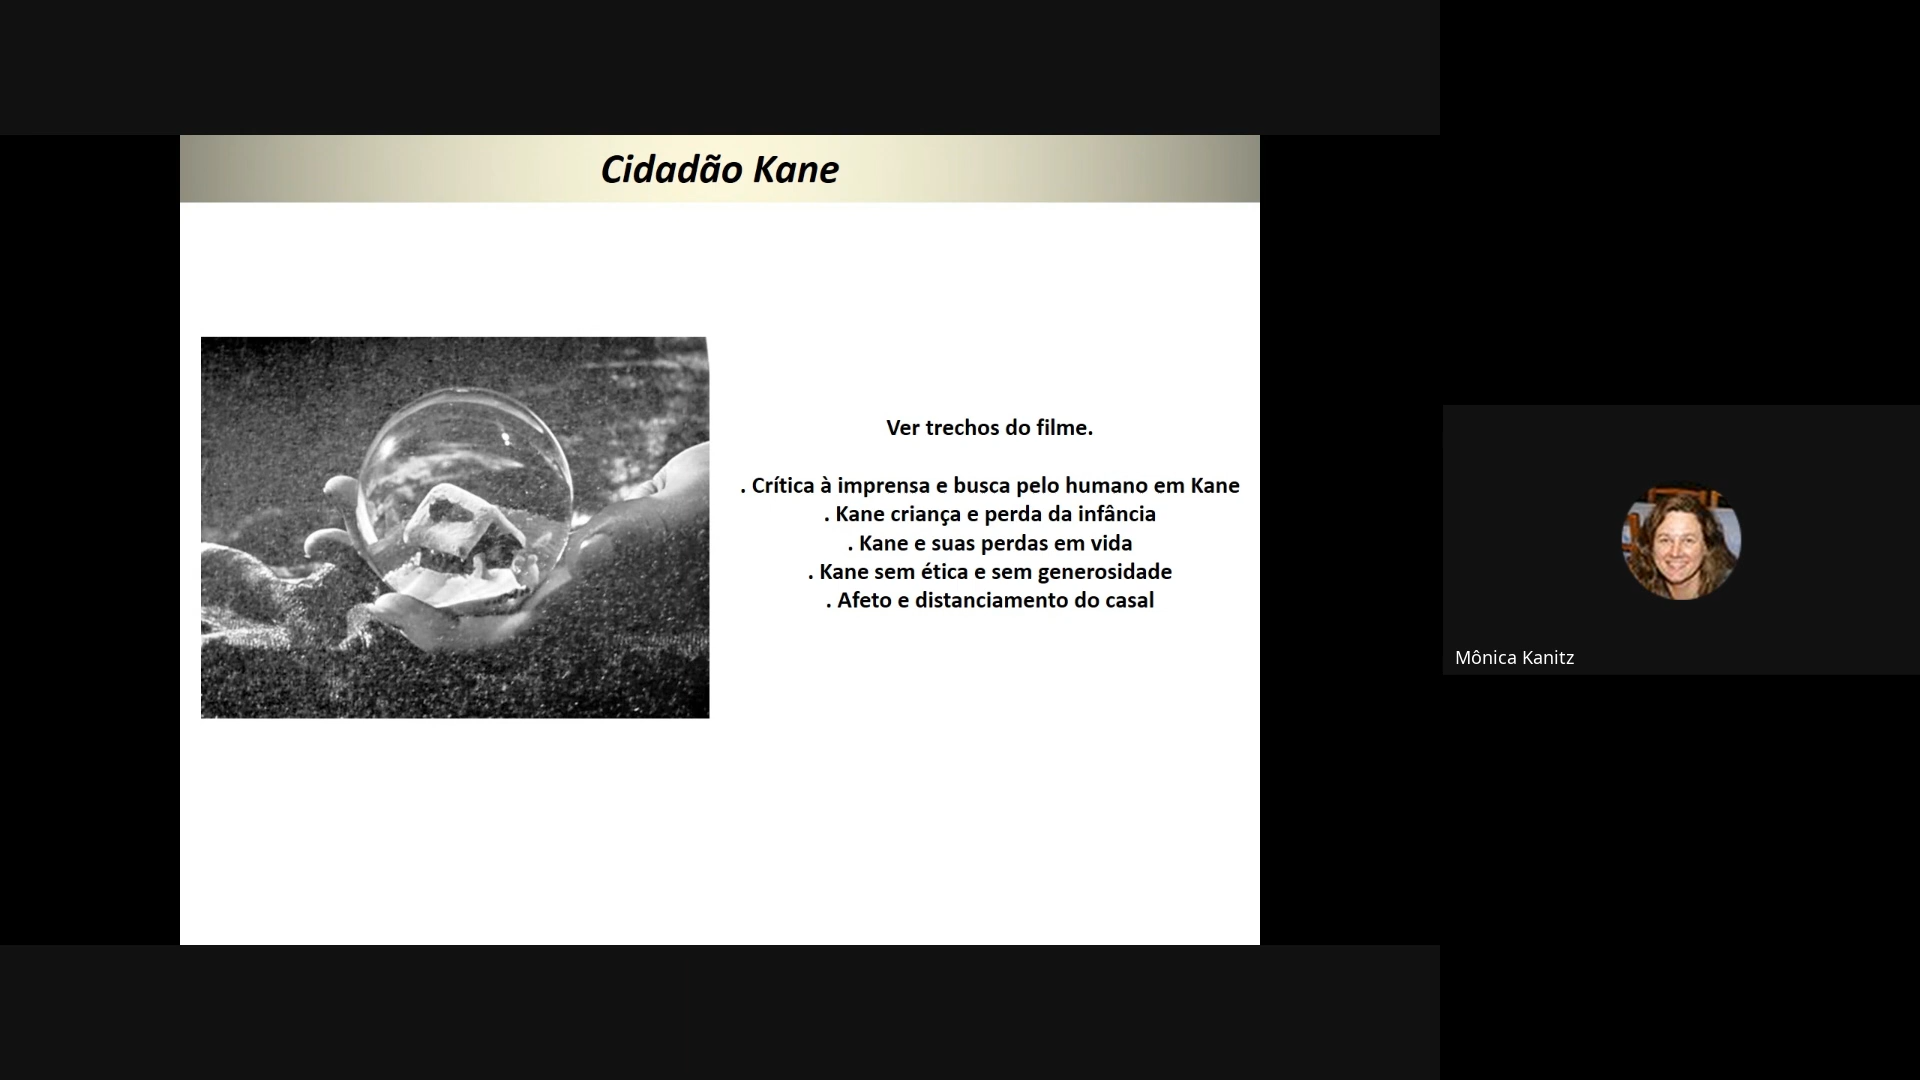 Cidadão Kane
Ver trechos do filme.
. Crítica à imprensa e busca pelo humano em Kane
. Kane criança e perda da infância
. Kane e suas perdas em vida
. Kane sem ética e sem generosidade
. Afeto e distanciamento do casal
Mônica Kanitz